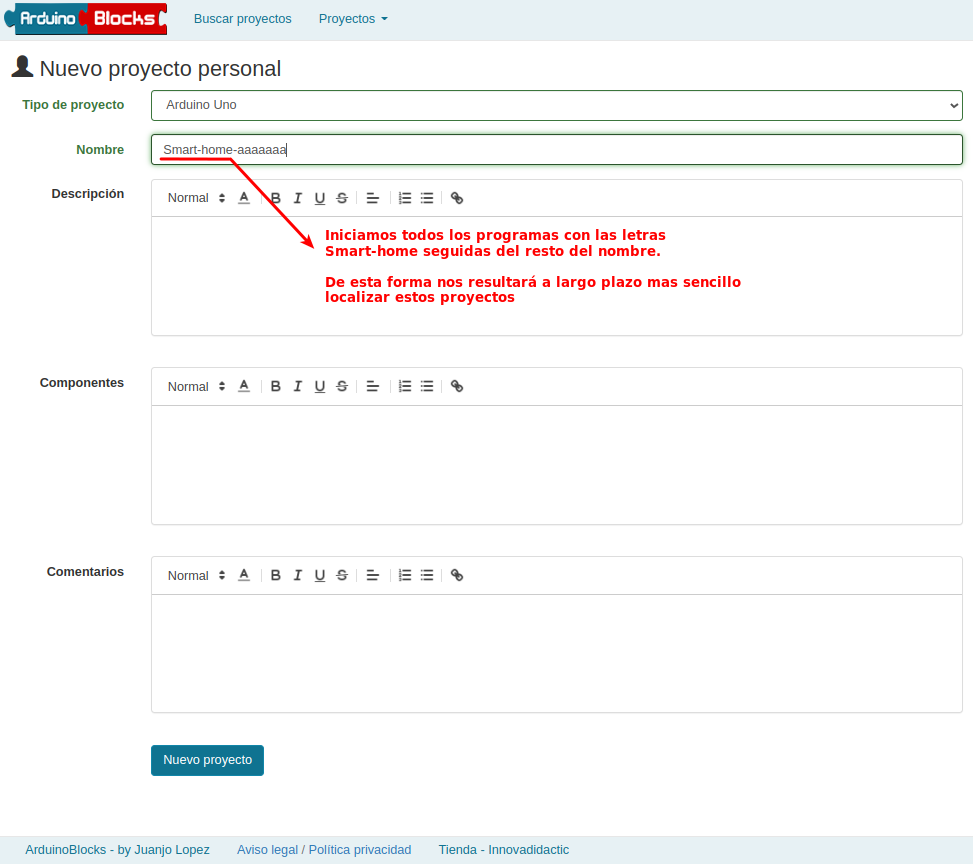 Arduino Blocks
Buscar proyectos
Proyectos
Nuevo proyecto personal
Tipo de proyecto
Arduino Uno
Nombre
Smart-home-aaaaaaa
Descripción
Normal A B I U S
Iniciamos todos los programas con las letras
Smart-home seguidas del resto del nombre.
De esta forma nos resultará a largo plazo mas sencillo
localizar estos proyectos
Componentes
Normal A B I U S
Comentarios
Normal A B I U S
Nuevo proyecto
ArduinoBlocks - by Juanjo Lopez
Aviso legal / Política privacidad
Tienda - Innovadidactic